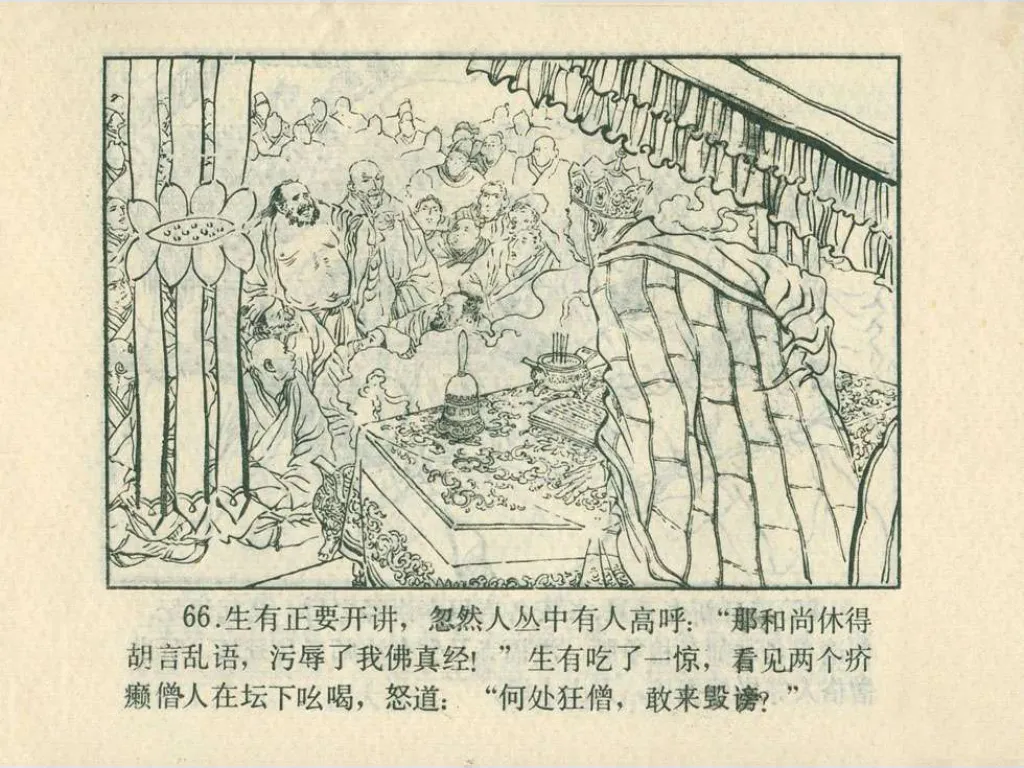 66.生有正要开讲，忽然人丛中有人高呼：“那和尚休得
胡言乱语，污辱了我佛真经！”生有吃了一惊，看见两个疥
癞僧人在坛下吆喝，怒道：“何处狂僧，敢来毁谤？”